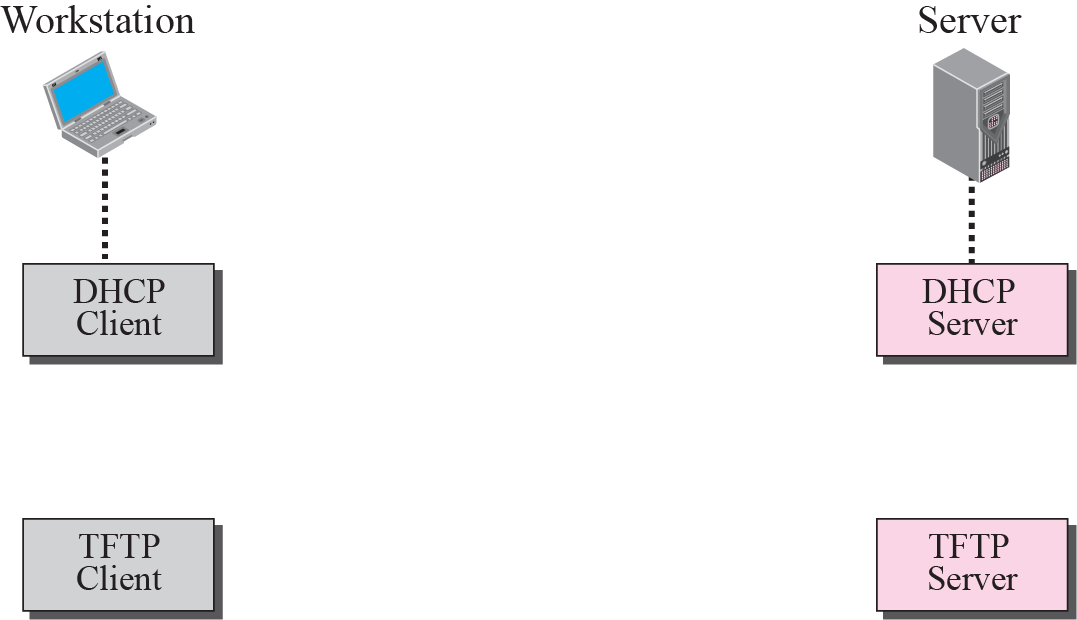 Workstation
Server
DHCP
Client
DHCP
Server
TFTP
Client
TFTP
Server